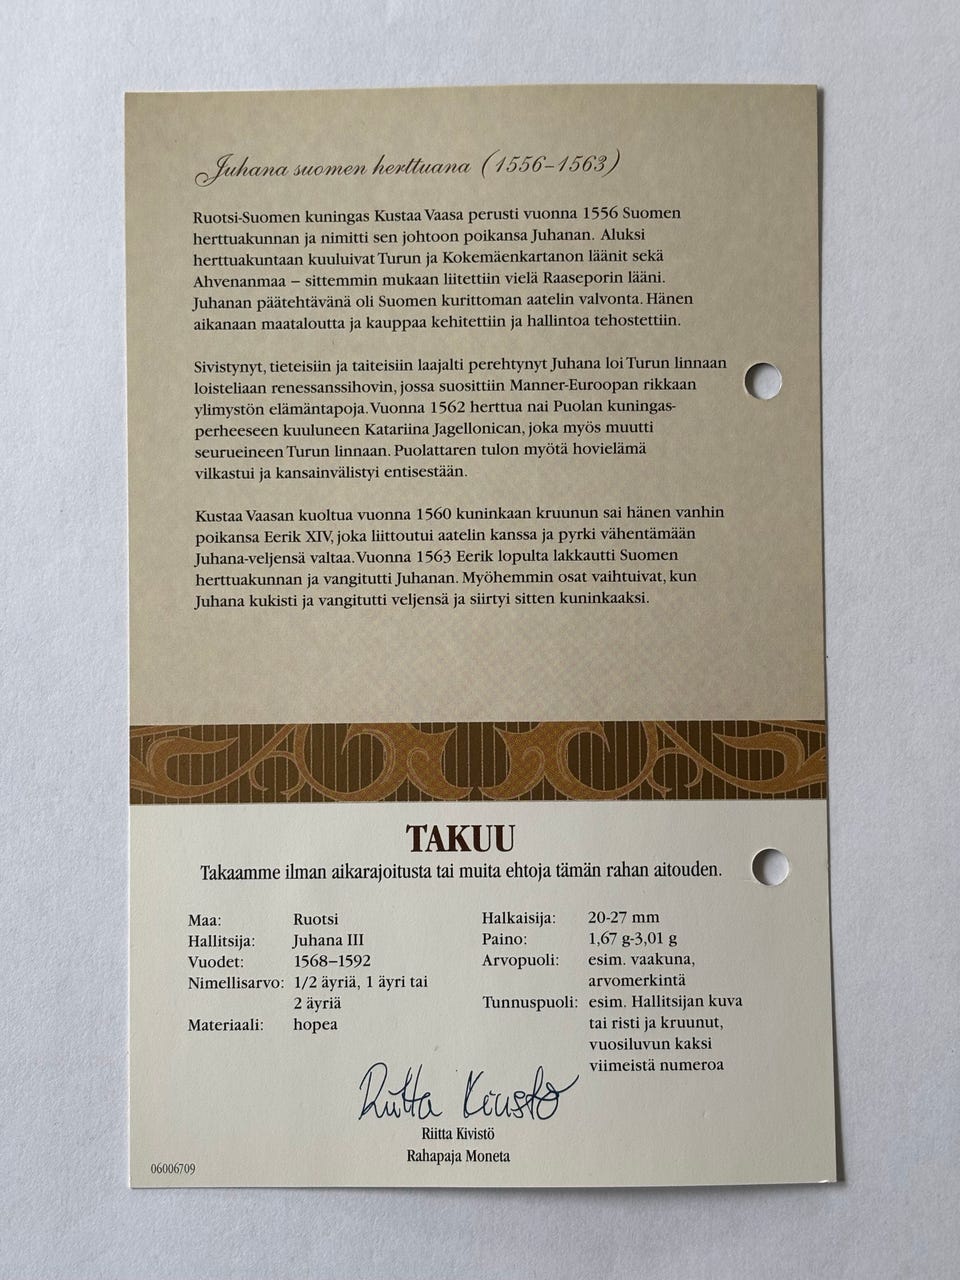 Juhana suomen herttuana (1556–1563)
Ruotsi-Suomen kuningas Kustaa Vaasa perusti vuonna 1556 Suomen
herttuakunnan ja nimitti sen johtoon poikansa Juhanan. Aluksi
herttuakuntaan kuuluivat Turun ja Kokemäenkartanon läänit sekä
Ahvenanmaa – sittemmin mukaan liitettiin vielä Raaseporin lääni.
Juhanan päätehtävänä oli Suomen kurittoman aatelin valvonta. Hänen
aikanaan maataloutta ja kauppaa kehitettiin ja hallintoa tehostettiin.
Sivistynyt, tieteisiin ja taiteisiin laajalti perehtynyt Juhana loi Turun linnaan
loisteliaan renessanssihovin, jossa suosittiin Manner-Euroopan rikkaan
ylimystön elämäntapoja. Vuonna 1562 herttua nai Puolan kuningas-
perheeseen kuuluneen Katariina Jagellonican, joka myös muutti
seurueineen Turun linnaan. Puolattaren tulon myötä hovielämä
vilkastui ja kansainvälistyi entisestään.
Kustaa Vaasan kuoltua vuonna 1560 kuninkaan kruunun sai hänen vanhin
poikansa Eerik XIV, joka liittoutui aatelin kanssa ja pyrki vähentämään
Juhana-veljensä valtaa. Vuonna 1563 Eerik lopulta lakkautti Suomen
herttuakunnan ja vangitutti Juhanan. Myöhemmin osat vaihtuivat, kun
Juhana kukisti ja vangitutti veljensä ja siirtyi sitten kuninkaaksi.
TAKUU
Takaamme ilman aikarajoitusta tai muita ehtoja tämän rahan aitouden.
Maa: Ruotsi
Hallitsija: Juhana III
Vuodet: 1568–1592
Nimellisarvo: 1/2 äyriä, 1 äyri tai
2 äyriä
Materiaali: hopea
Halkaisija: 20-27 mm
Paino: 1,67 g-3,01 g
Arvopuoli: esim. vaakuna,
arvomerkintä
Tunnuspuoli: esim. Hallitsijan kuva
tai risti ja kruunut,
vuosiluvun kaksi
viimeistä numeroa
Riitta Kivistö
Riitta Kivistö
Rahapaja Moneta
06006709